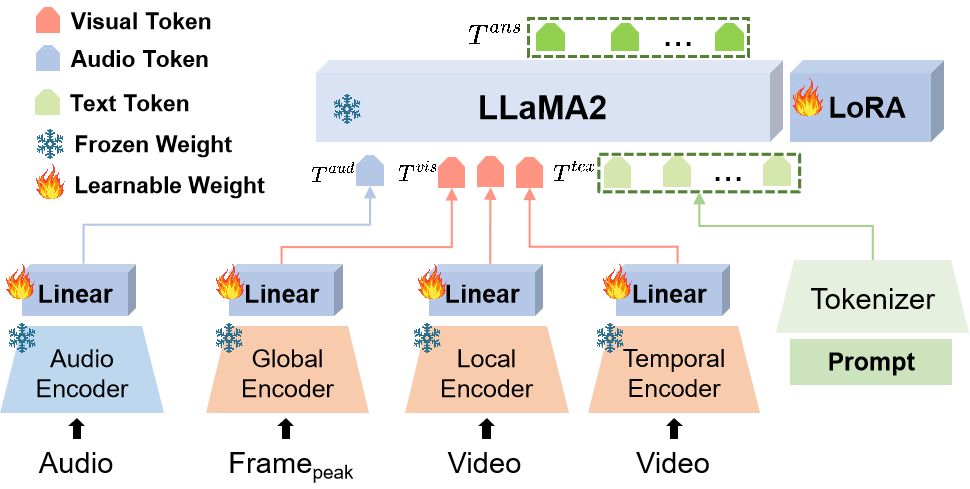 Visual Token
Audio Token
Text Token
Frozen Weight
Learnable Weight
T^{ans} ...
LLaMA2
LoRA
T^{aud} T^{vis} T^{tex} ...
Linear Linear Linear Linear
Audio Encoder
Global Encoder
Local Encoder
Temporal Encoder
Tokenizer
Prompt
Audio
Frame_{peak}
Video
Video